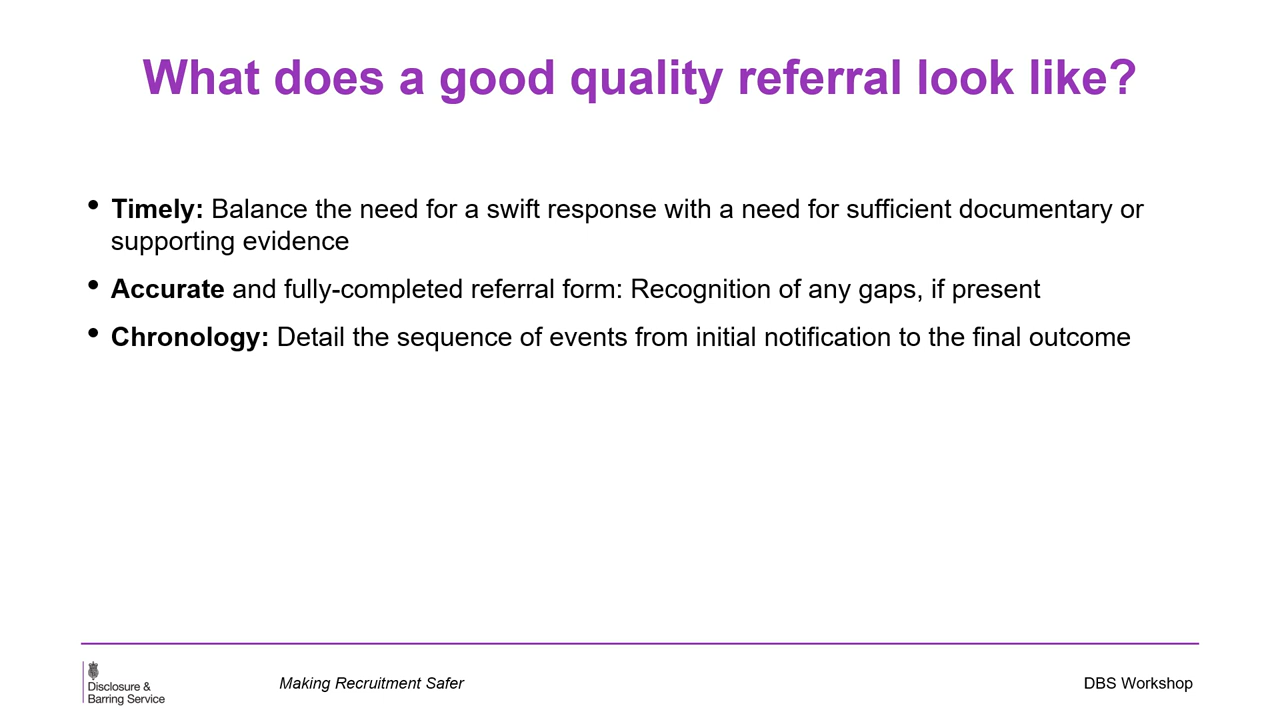 What does a good quality referral look like?
• Timely: Balance the need for a swift response with a need for sufficient documentary or
supporting evidence
• Accurate and fully-completed referral form: Recognition of any gaps, if present
• Chronology: Detail the sequence of events from initial notification to the final outcome
Disclosure &
Barring Service
Making Recruitment Safer
DBS Workshop